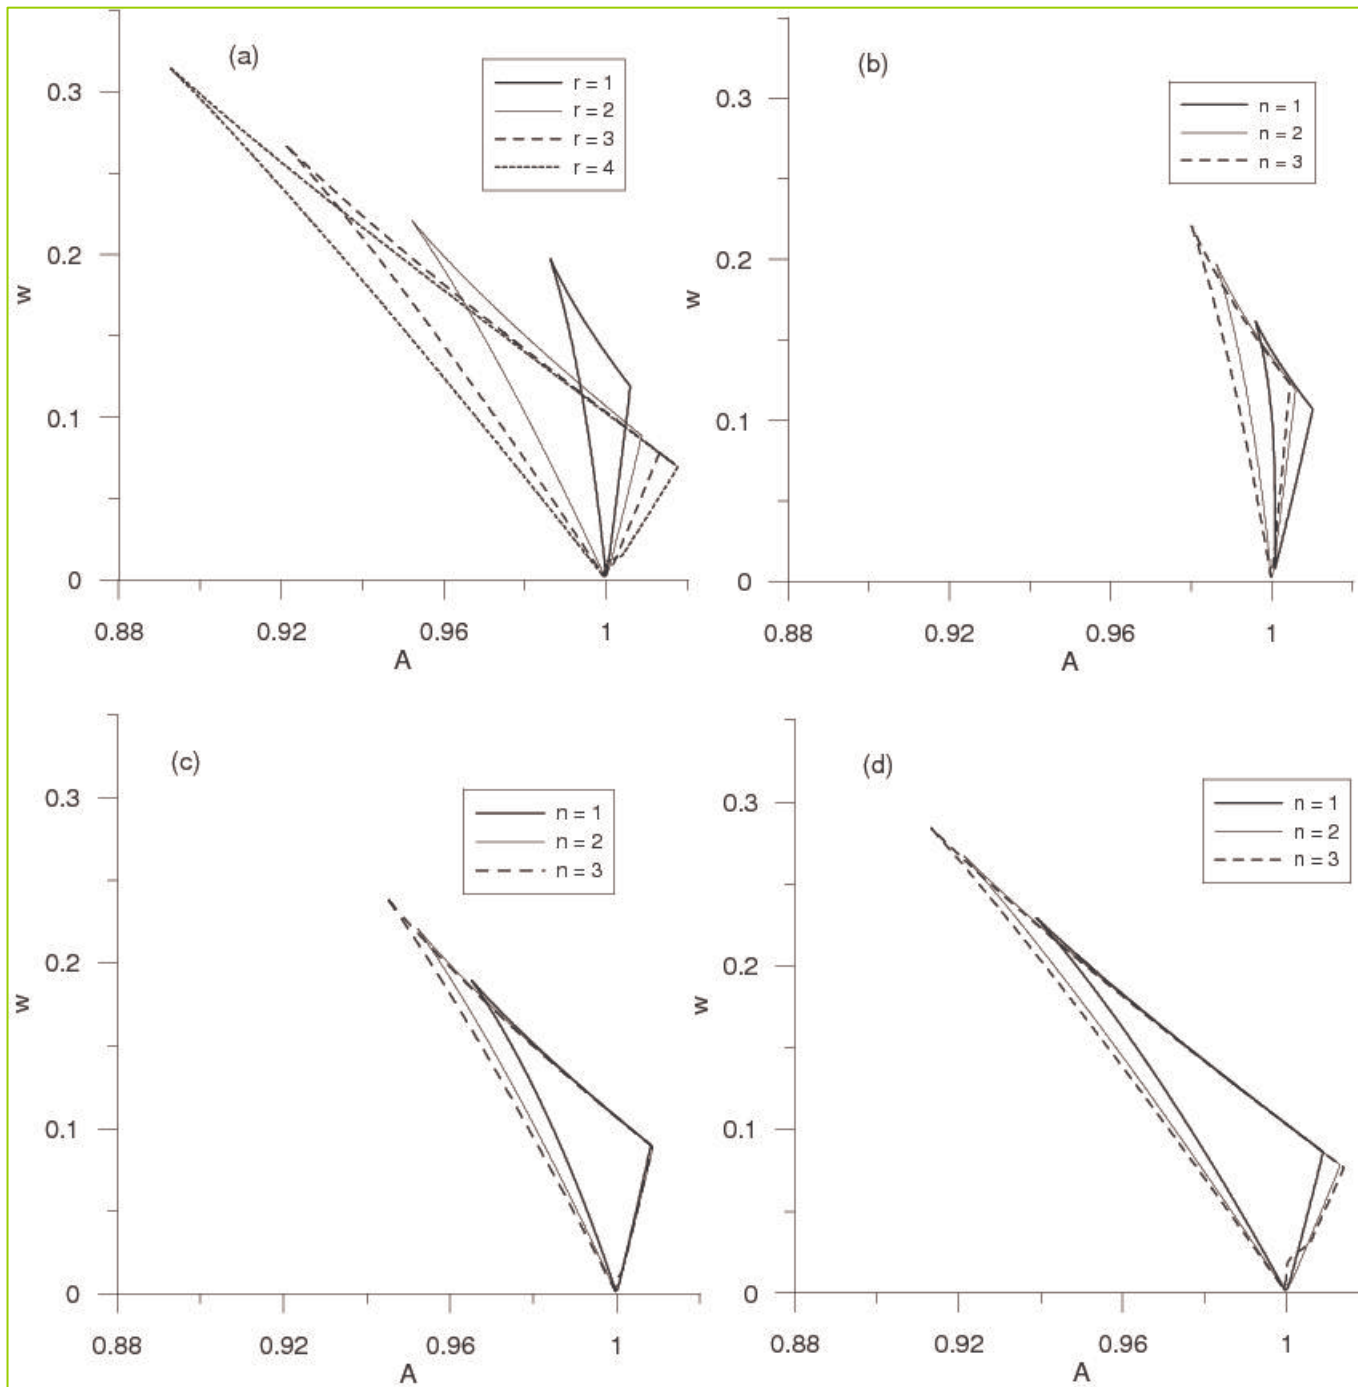 (a)
r = 1
r = 2
r = 3
r = 4
0.3
0.2
0.1
0
w
0.88
0.92
0.96
1
A
(b)
n = 1
n = 2
n = 3
0.3
0.2
0.1
0
w
0.88
0.92
0.96
1
A
(c)
n = 1
n = 2
n = 3
0.3
0.2
0.1
0
w
0.88
0.92
0.96
1
A
(d)
n = 1
n = 2
n = 3
0.3
0.2
0.1
0
w
0.88
0.92
0.96
1
A